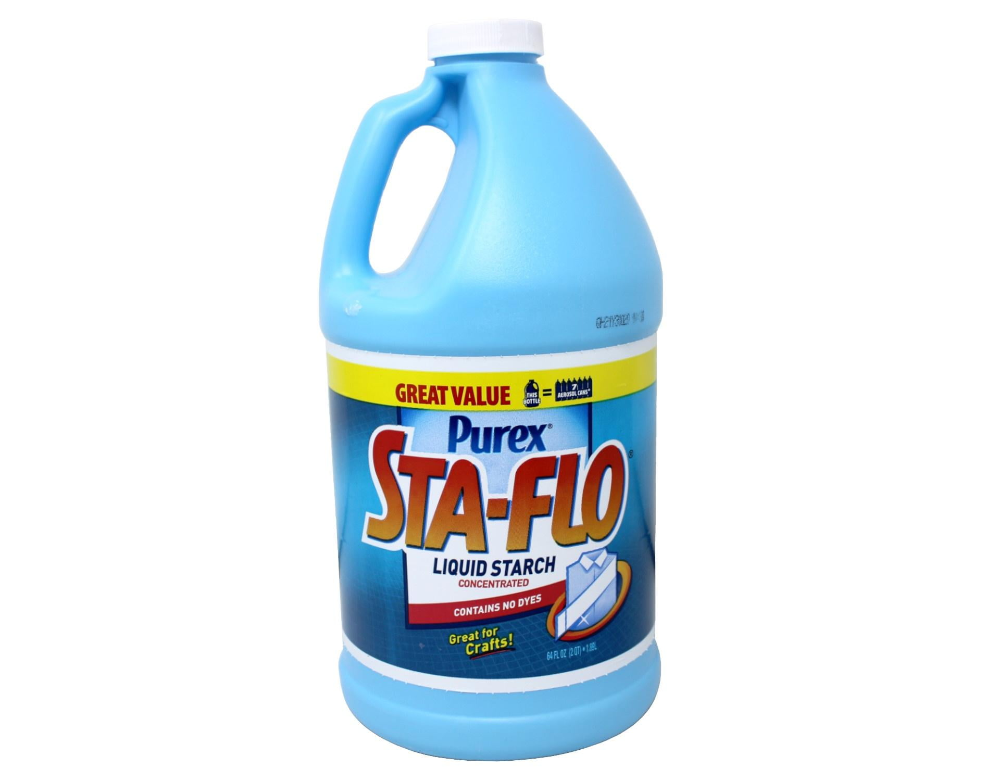 GREAT VALUE THIS BOTTLE = 7 AEROSOL CANS*
Purex®
STA-FLO®
LIQUID STARCH
CONCENTRATED
CONTAINS NO DYES
Great for
Crafts!
64 FL OZ (2 QT) • 1.89L